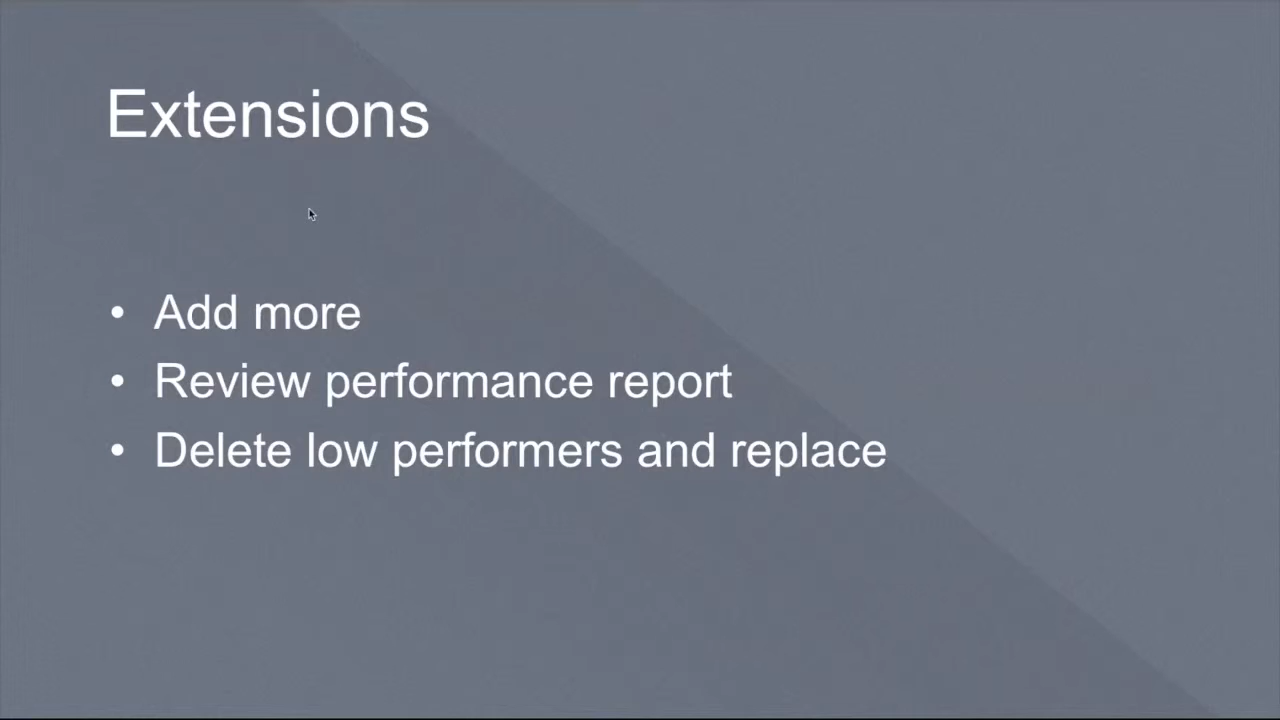 Extensions
• Add more
• Review performance report
• Delete low performers and replace